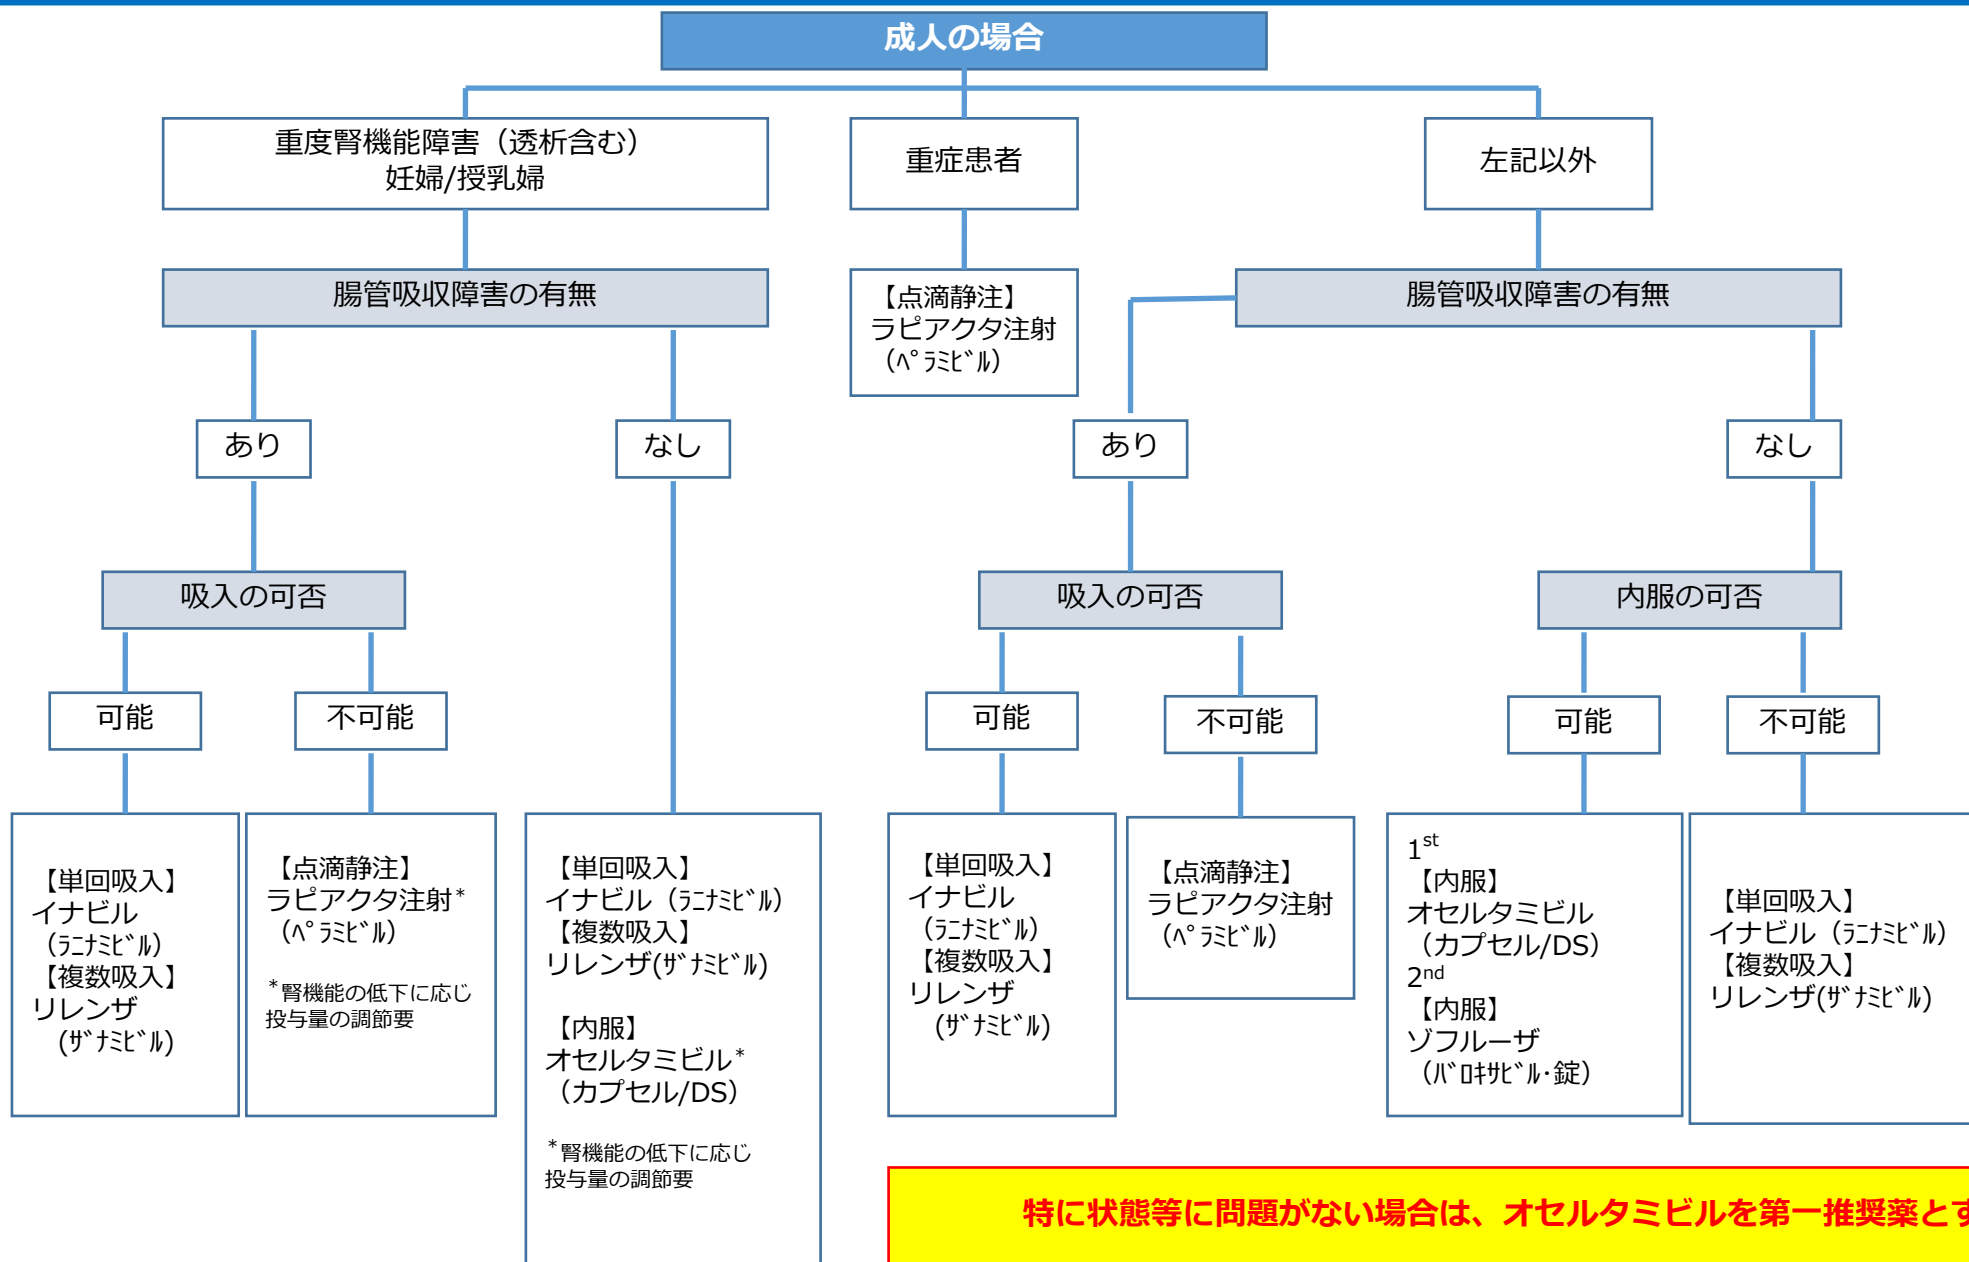 成人の場合
重度腎機能障害（透析含む）
妊婦/授乳婦
重症患者
左記以外
腸管吸収障害の有無
【点滴静注】
ラピアクタ注射
（ﾍﾟﾗﾐﾋﾞﾙ）
腸管吸収障害の有無
あり
なし
あり
なし
吸入の可否
吸入の可否
内服の可否
可能
不可能
可能
不可能
可能
不可能
【単回吸入】
イナビル
（ﾗﾆﾅﾐﾋﾞﾙ）
【複数吸入】
リレンザ
(ｻﾞﾅﾐﾋﾞﾙ)
【点滴静注】
ラピアクタ注射*
（ﾍﾟﾗﾐﾋﾞﾙ）
*腎機能の低下に応じ
投与量の調節要
【単回吸入】
イナビル（ﾗﾆﾅﾐﾋﾞﾙ）
【複数吸入】
リレンザ(ｻﾞﾅﾐﾋﾞﾙ)
【内服】
オセルタミビル*
（カプセル/DS）
*腎機能の低下に応じ
投与量の調節要
【単回吸入】
イナビル
（ﾗﾆﾅﾐﾋﾞﾙ）
【複数吸入】
リレンザ
(ｻﾞﾅﾐﾋﾞﾙ)
【点滴静注】
ラピアクタ注射
（ﾍﾟﾗﾐﾋﾞﾙ）
1st
【内服】
オセルタミビル
（カプセル/DS）
2nd
【内服】
ゾフルーザ
（ﾊﾞﾛｷｻﾋﾞﾙ･錠）
【単回吸入】
イナビル（ﾗﾆﾅﾐﾋﾞﾙ）
【複数吸入】
リレンザ(ｻﾞﾅﾐﾋﾞﾙ)
特に状態等に問題がない場合は、オセルタミビルを第一推奨薬とす